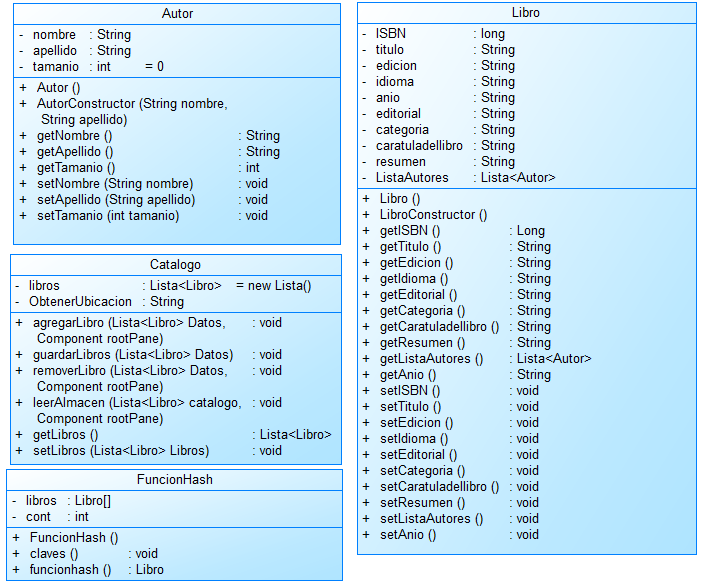 Autor
- nombre : String
- apellido : String
- tamanio : int = 0
+ Autor ()
+ AutorConstructor (String nombre,
String apellido)
+ getNombre () : String
+ getApellido () : String
+ getTamanio () : int
+ setNombre (String nombre) : void
+ setApellido (String apellido) : void
+ setTamanio (int tamanio) : void
Catalogo
- libros : Lista<Libro> = new Lista()
- ObtenerUbicacion : String
+ agregarLibro (Lista<Libro> Datos, : void
Component rootPane)
+ guardarLibros (Lista<Libro> Datos) : void
+ removerLibro (Lista<Libro> Datos, : void
Component rootPane)
+ leerAlmacen (Lista<Libro> catalogo, : void
Component rootPane)
+ getLibros () : Lista<Libro>
+ setLibros (Lista<Libro> Libros) : void
FuncionHash
- libros : Libro[]
- cont : int
+ FuncionHash ()
+ claves () : void
+ funcionhash () : Libro
Libro
- ISBN : long
- titulo : String
- edicion : String
- idioma : String
- anio : String
- editorial : String
- categoria : String
- caratuladellibro : String
- resumen : String
- ListaAutores : Lista<Autor>
+ Libro ()
+ LibroConstructor ()
+ getISBN () : Long
+ getTitulo () : String
+ getEdicion () : String
+ getIdioma () : String
+ getEditorial () : String
+ getCategoria () : String
+ getCaratuladellibro () : String
+ getResumen () : String
+ getListaAutores () : Lista<Autor>
+ getAnio () : String
+ setISBN () : void
+ setTitulo () : void
+ setEdicion () : void
+ setIdioma () : void
+ setEditorial () : void
+ setCategoria () : void
+ setCaratuladellibro () : void
+ setResumen () : void
+ setListaAutores () : void
+ setAnio () : void